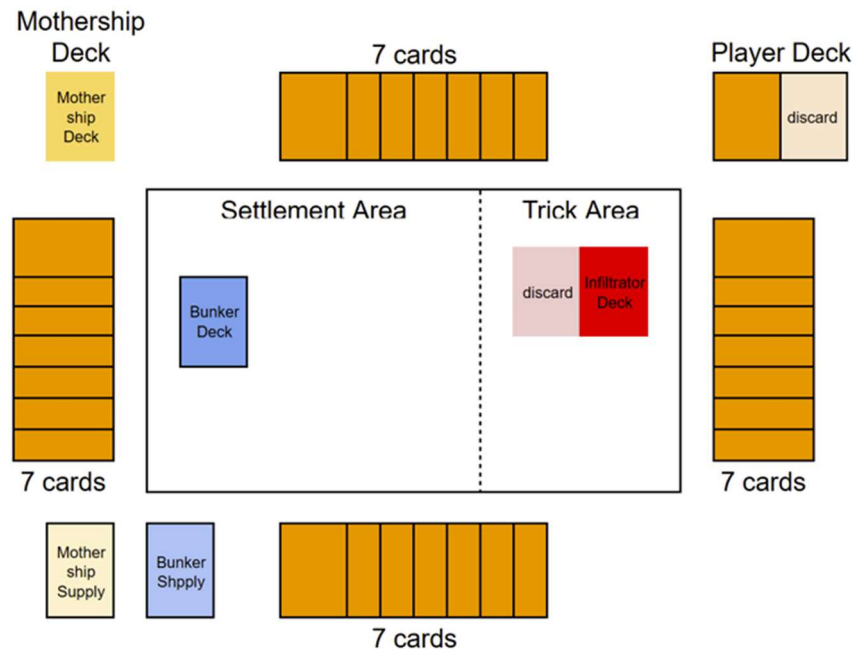 Mothership
Deck
7 cards
Player Deck
Mother
ship
Deck
discard
Settlement Area
Trick Area
Bunker
Deck
discard
Infiltrator
Deck
7 cards
7 cards
Mother
ship
Supply
Bunker
Shpply
7 cards